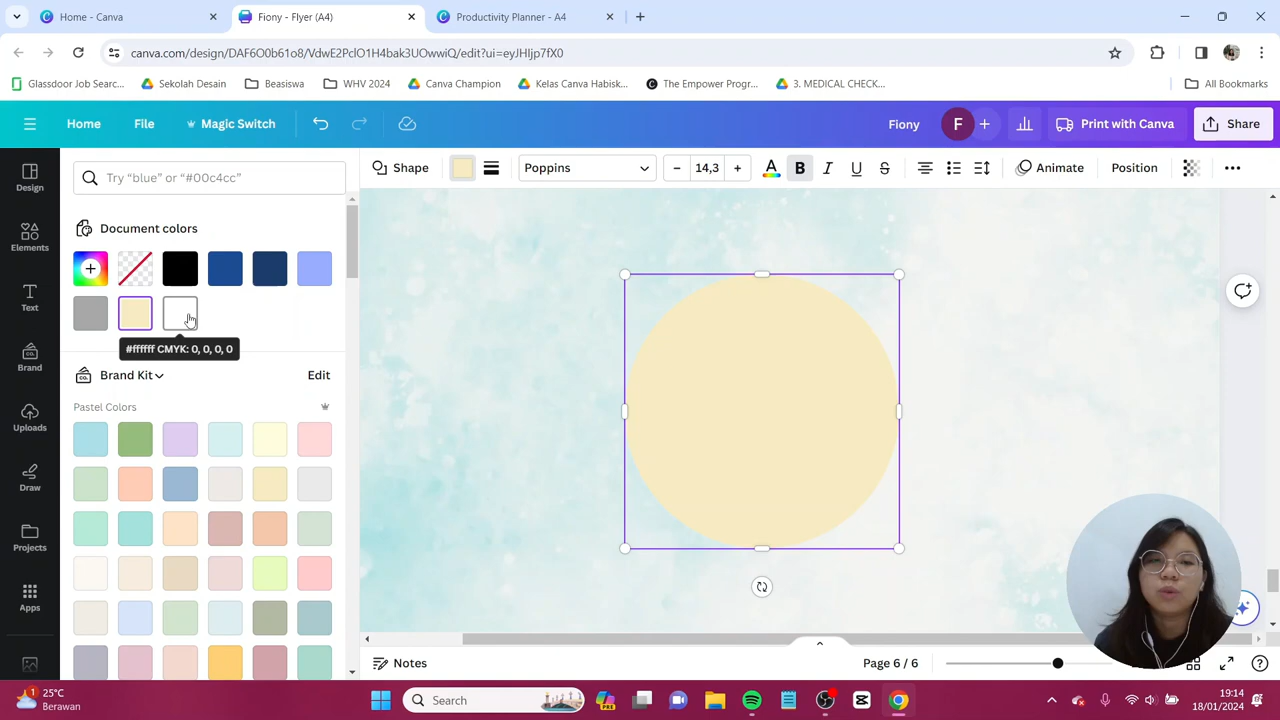 Home - Canva
Fiony - Flyer (A4)
Productivity Planner - A4
canva.com/design/DAF6O0b61o8/VdwE2PclO1H4bak3UOwwiQ/edit?ui=eyJHIjp7fX0
Glassdoor Job Searc...
Sekolah Desain
Beasiswa
WHV 2024
Canva Champion
Kelas Canva Habisk...
The Empower Progr...
3. MEDICAL CHECK...
All Bookmarks
Home
File
Magic Switch
Fiony
F
Print with Canva
Share
Design
Elements
Text
Brand
Uploads
Draw
Projects
Apps
Try “blue” or “#00c4cc”
Shape
Poppins
14,3
A
B
I
U
S
Animate
Position
Document colors
#ffffff CMYK: 0, 0, 0, 0
Brand Kit
Edit
Pastel Colors
Notes
Page 6 / 6
1
25°C
Berawan
Search
PRE
19:14
18/01/2024